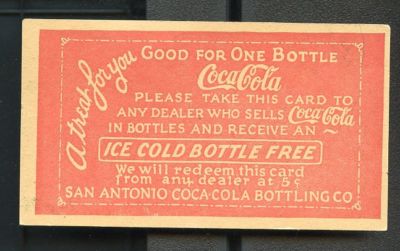 A treat for you
GOOD FOR ONE BOTTLE
Coca-Cola
PLEASE TAKE THIS CARD TO
ANY DEALER WHO SELLS Coca-Cola
IN BOTTLES AND RECEIVE AN ~
ICE COLD BOTTLE FREE
We will redeem this card
from any dealer at 5¢
SAN ANTONIO COCA COLA BOTTLING CO